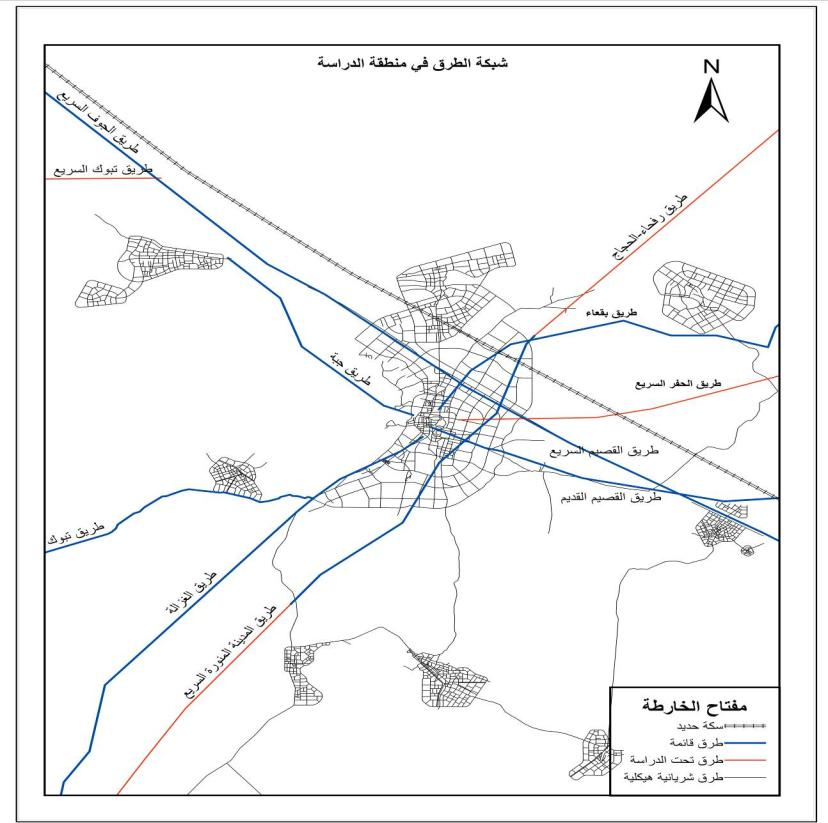 شبكة الطرق في منطقة الدراسة
N
طريق الجوف السريع
طريق تبوك السريع
طريق رفحاء-الحجاج
طريق بقعاء
طريق جبة
طريق الحفر السريع
طريق القصيم السريع
طريق القصيم القديم
طريق تبوك
طريق الغزالة
طريق المدينة المنورة السريع
مفتاح الخارطة
سكة حديد
طرق قائمة
طرق تحت الدراسة
طرق شريانية هيكلية